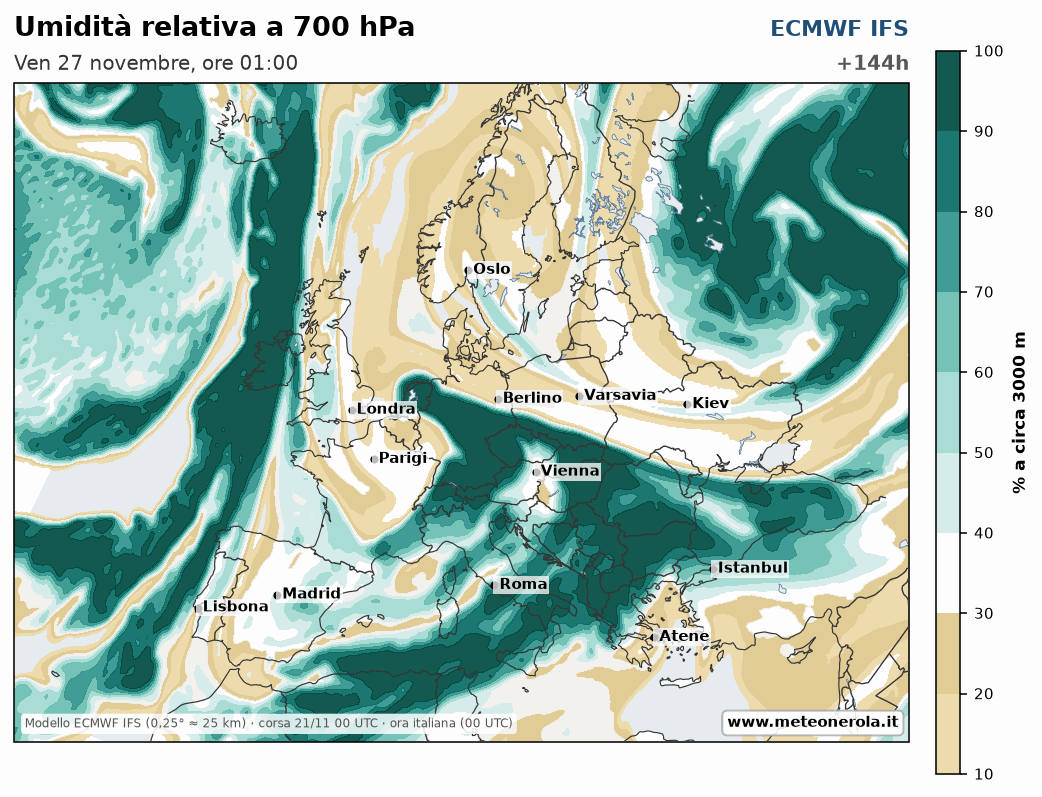 Umidità relativa a 700 hPa
ECMWF IFS
Ven 27 novembre, ore 01:00
+144h
100
90
80
70
60
50
40
30
20
10
% a circa 3000 m
Oslo
Londra
Berlino
Varsavia
Kiev
Parigi
Vienna
Istanbul
Madrid
Roma
Lisbona
Atene
Modello ECMWF IFS (0,25° ≈ 25 km) · corsa 21/11 00 UTC · ora italiana (00 UTC)
www.meteonerola.it